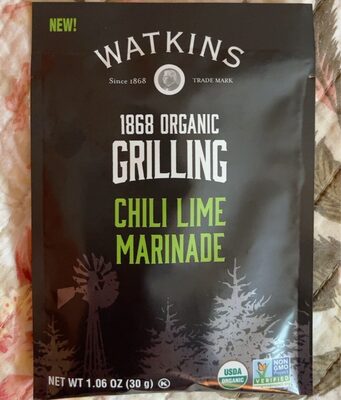 NEW!
WATKINS
Since 1868 TRADE MARK
1868 ORGANIC
GRILLING
CHILI LIME
MARINADE
NET WT 1.06 OZ (30 g) K
USDA
ORGANIC
NON
GMO
Project
VERIFIED